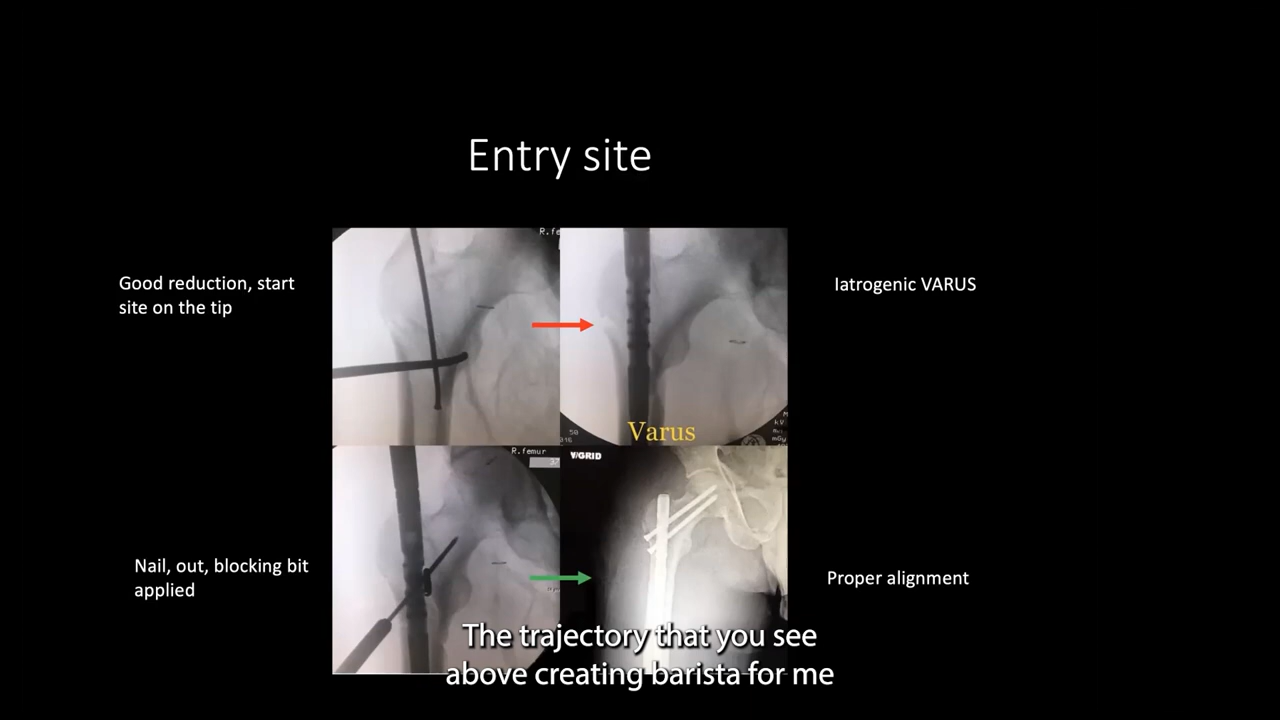 Entry site
Good reduction, start
site on the tip
Iatrogenic VARUS
R.fe
Varus
R.femur
V/GRID
Nail, out, blocking bit
applied
Proper alignment
The trajectory that you see
above creating barista for me